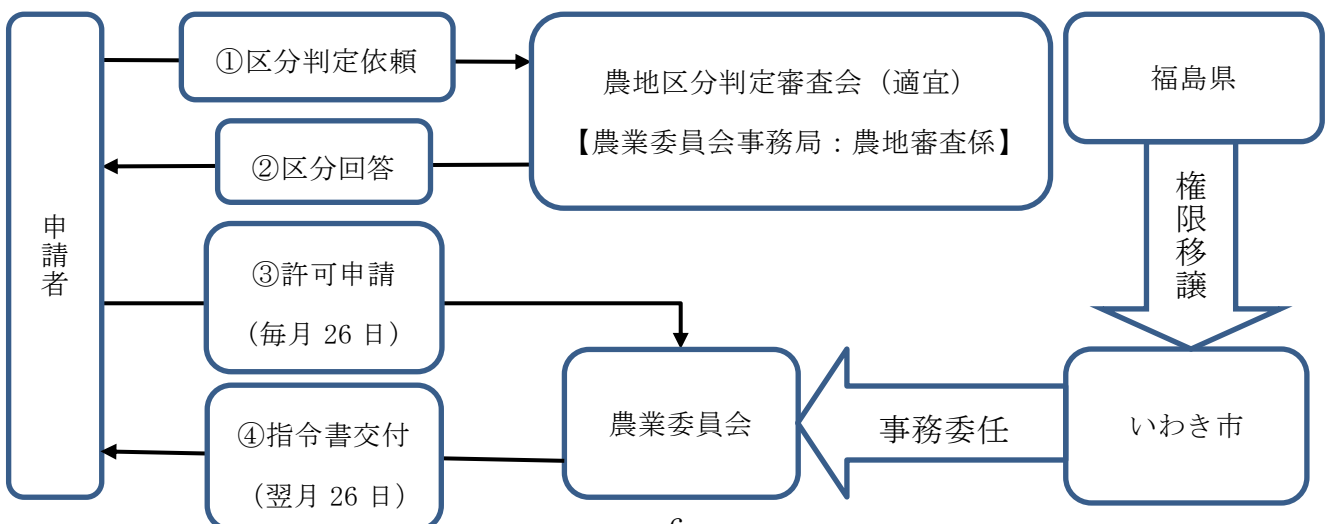 申請者
①区分判定依頼
農地区分判定審査会（適宜）
【農業委員会事務局：農地審査係】
福島県
②区分回答
権限移譲
③許可申請
（毎月 26 日）
農業委員会
事務委任
いわき市
④指令書交付
（翌月 26 日）